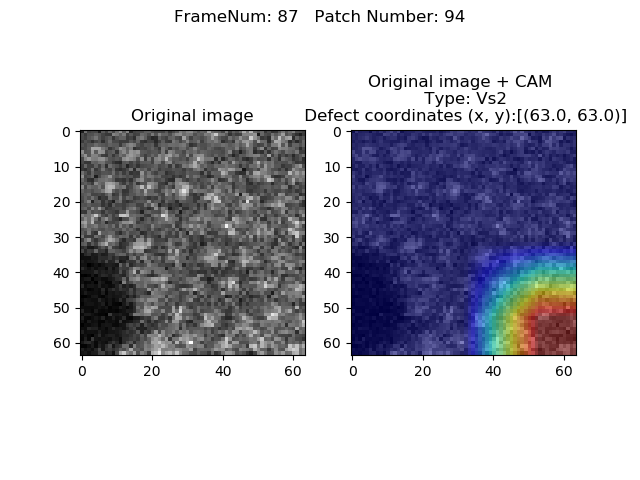 FrameNum: 87   Patch Number: 94
Original image
Original image + CAM
Type: Vs2
Defect coordinates (x, y):[(63.0, 63.0)]
0
10
20
30
40
50
60
0 20 40 60
0
10
20
30
40
50
60
0 20 40 60